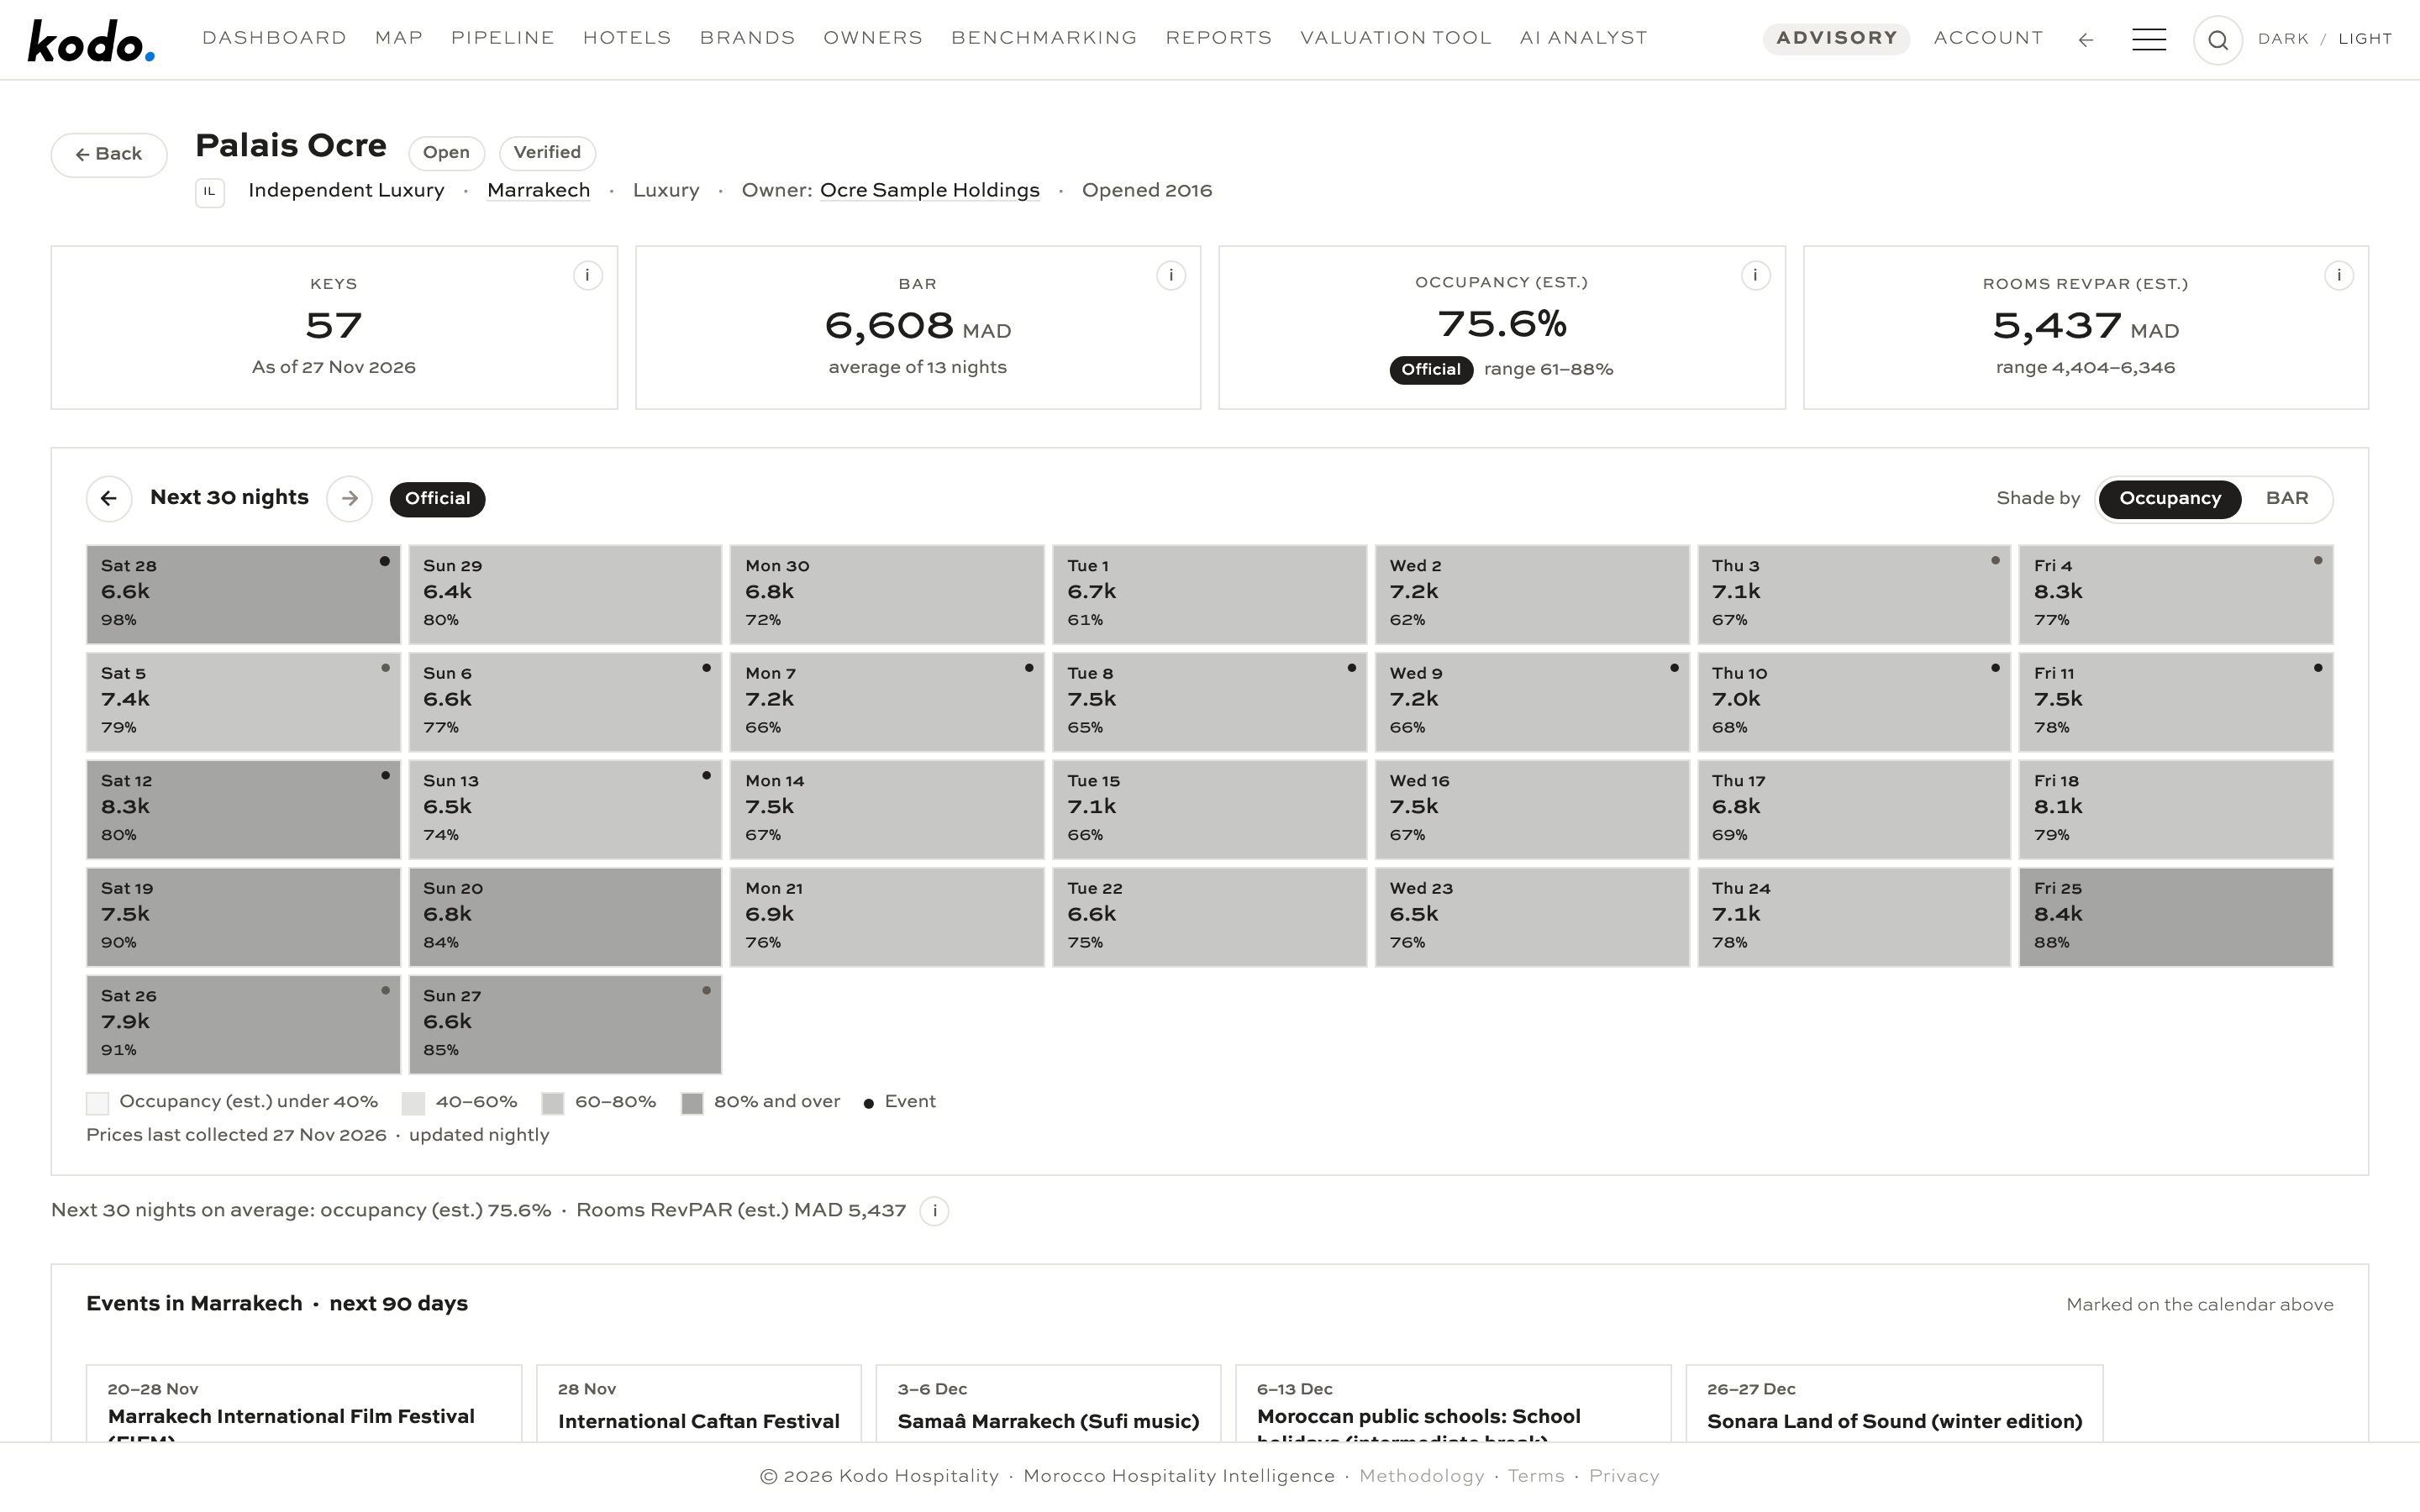 kodo.
DASHBOARD MAP PIPELINE HOTELS BRANDS OWNERS BENCHMARKING REPORTS VALUATION TOOL AI ANALYST ADVISORY ACCOUNT ← DARK / LIGHT
← Back
Palais Ocre Open Verified
IL Independent Luxury · Marrakech · Luxury · Owner: Ocre Sample Holdings · Opened 2016
KEYS i
57
As of 27 Nov 2026
BAR i
6,608 MAD
average of 13 nights
OCCUPANCY (EST.) i
75.6%
Official range 61–88%
ROOMS REVPAR (EST.) i
5,437 MAD
range 4,404–6,346
← Next 30 nights → Official
Shade by Occupancy BAR
Sat 28
6.6k
98%
Sun 29
6.4k
80%
Mon 30
6.8k
72%
Tue 1
6.7k
61%
Wed 2
7.2k
62%
Thu 3
7.1k
67%
Fri 4
8.3k
77%
Sat 5
7.4k
79%
Sun 6
6.6k
77%
Mon 7
7.2k
66%
Tue 8
7.5k
65%
Wed 9
7.2k
66%
Thu 10
7.0k
68%
Fri 11
7.5k
78%
Sat 12
8.3k
80%
Sun 13
6.5k
74%
Mon 14
7.5k
67%
Tue 15
7.1k
66%
Wed 16
7.5k
67%
Thu 17
6.8k
69%
Fri 18
8.1k
79%
Sat 19
7.5k
90%
Sun 20
6.8k
84%
Mon 21
6.9k
76%
Tue 22
6.6k
75%
Wed 23
6.5k
76%
Thu 24
7.1k
78%
Fri 25
8.4k
88%
Sat 26
7.9k
91%
Sun 27
6.6k
85%
Occupancy (est.) under 40% 40–60% 60–80% 80% and over Event
Prices last collected 27 Nov 2026 · updated nightly
Next 30 nights on average: occupancy (est.) 75.6% · Rooms RevPAR (est.) MAD 5,437 i
Events in Marrakech · next 90 days
Marked on the calendar above
20–28 Nov
Marrakech International Film Festival
(FIFM)
28 Nov
International Caftan Festival
3–6 Dec
Samaâ Marrakech (Sufi music)
6–13 Dec
Moroccan public schools: School
holidays (intermediate break)
26–27 Dec
Sonara Land of Sound (winter edition)
© 2026 Kodo Hospitality · Morocco Hospitality Intelligence · Methodology · Terms · Privacy